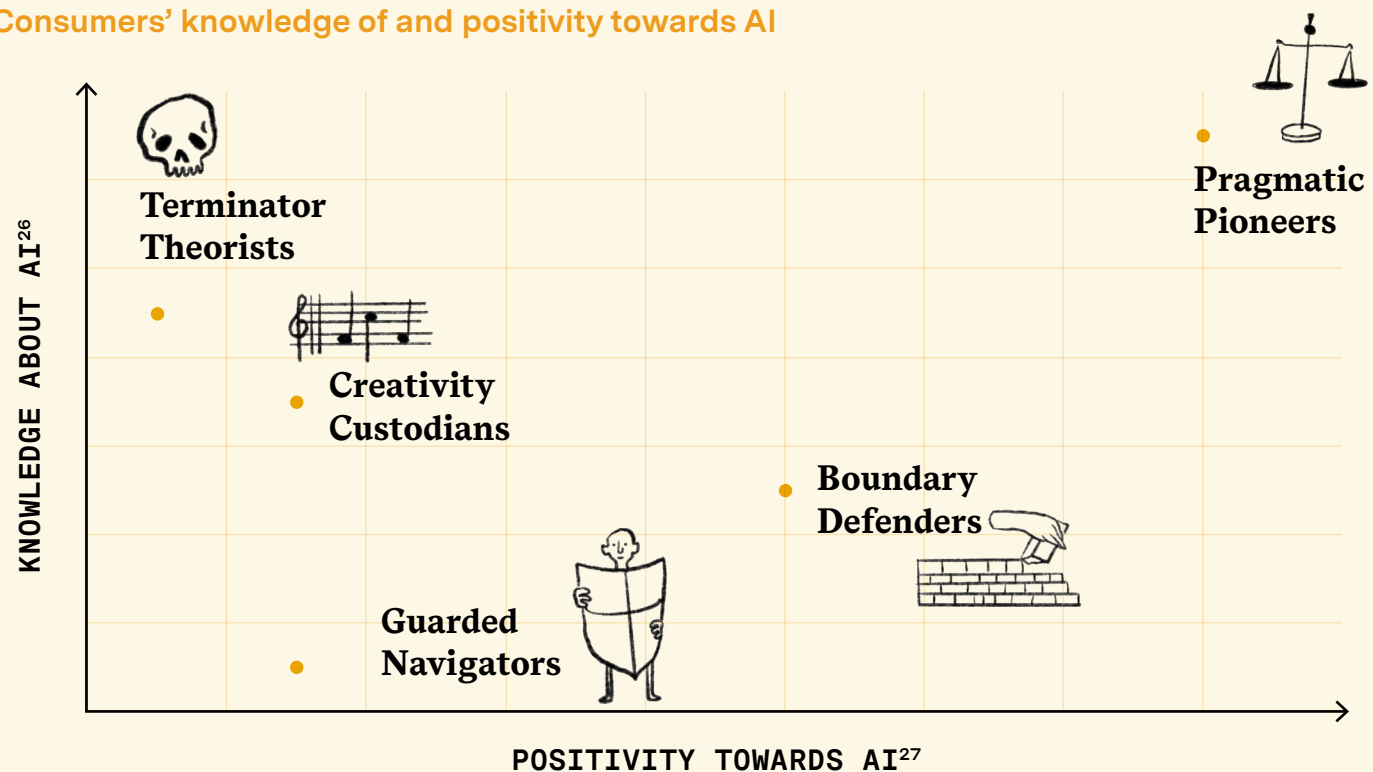 Consumers’ knowledge of and positivity towards AI
Terminator
Theorists
Pragmatic
Pioneers
Creativity
Custodians
Boundary
Defenders
Guarded
Navigators
KNOWLEDGE ABOUT AI²⁶
POSITIVITY TOWARDS AI²⁷